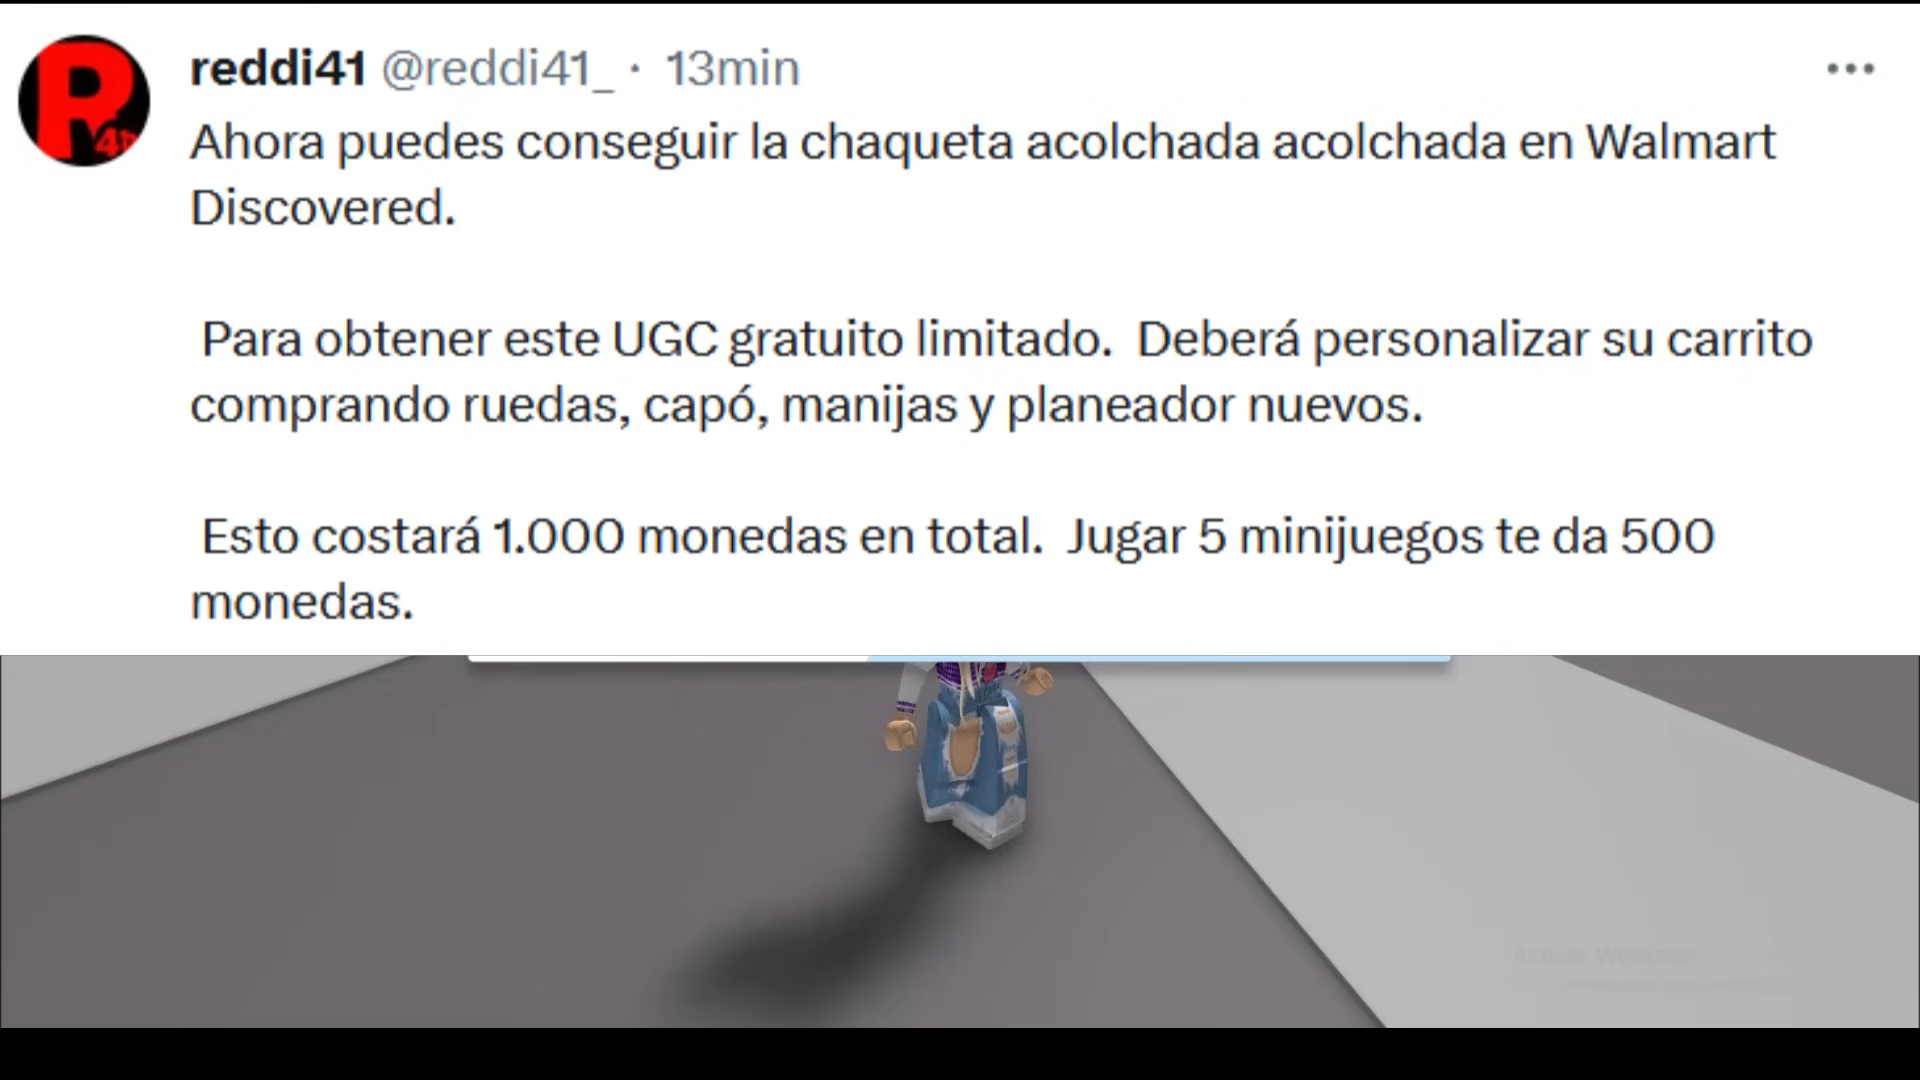 reddi41 @reddi41_ · 13min
Ahora puedes conseguir la chaqueta acolchada acolchada en Walmart
Discovered.
Para obtener este UGC gratuito limitado. Deberá personalizar su carrito
comprando ruedas, capó, manijas y planeador nuevos.
Esto costará 1.000 monedas en total. Jugar 5 minijuegos te da 500
monedas.
R
41